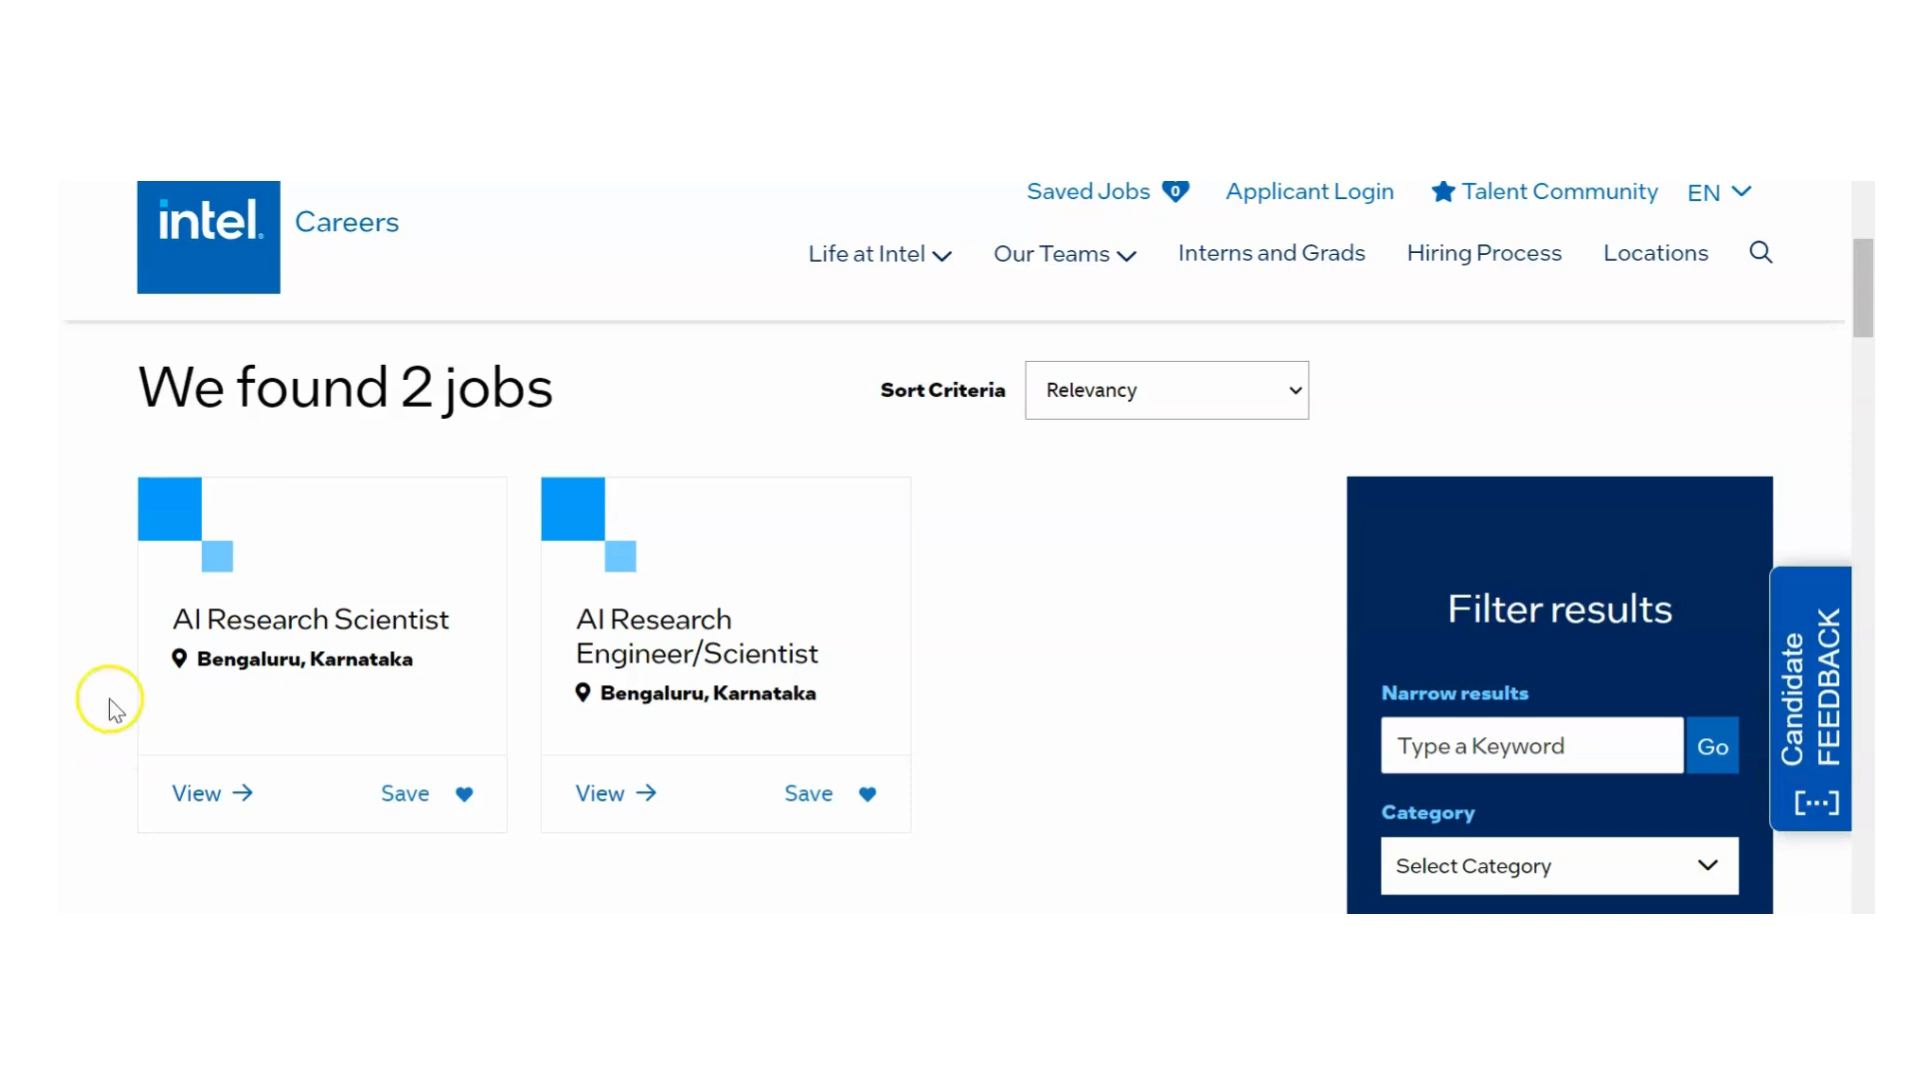 Saved Jobs 0 Applicant Login Talent Community EN
intel. Careers
Life at Intel Our Teams Interns and Grads Hiring Process Locations
We found 2 jobs
Sort Criteria Relevancy
AI Research Scientist
Bengaluru, Karnataka
View Save
AI Research
Engineer/Scientist
Bengaluru, Karnataka
View Save
Filter results
Narrow results
Type a Keyword Go
Category
Select Category
Candidate
FEEDBACK
[...]